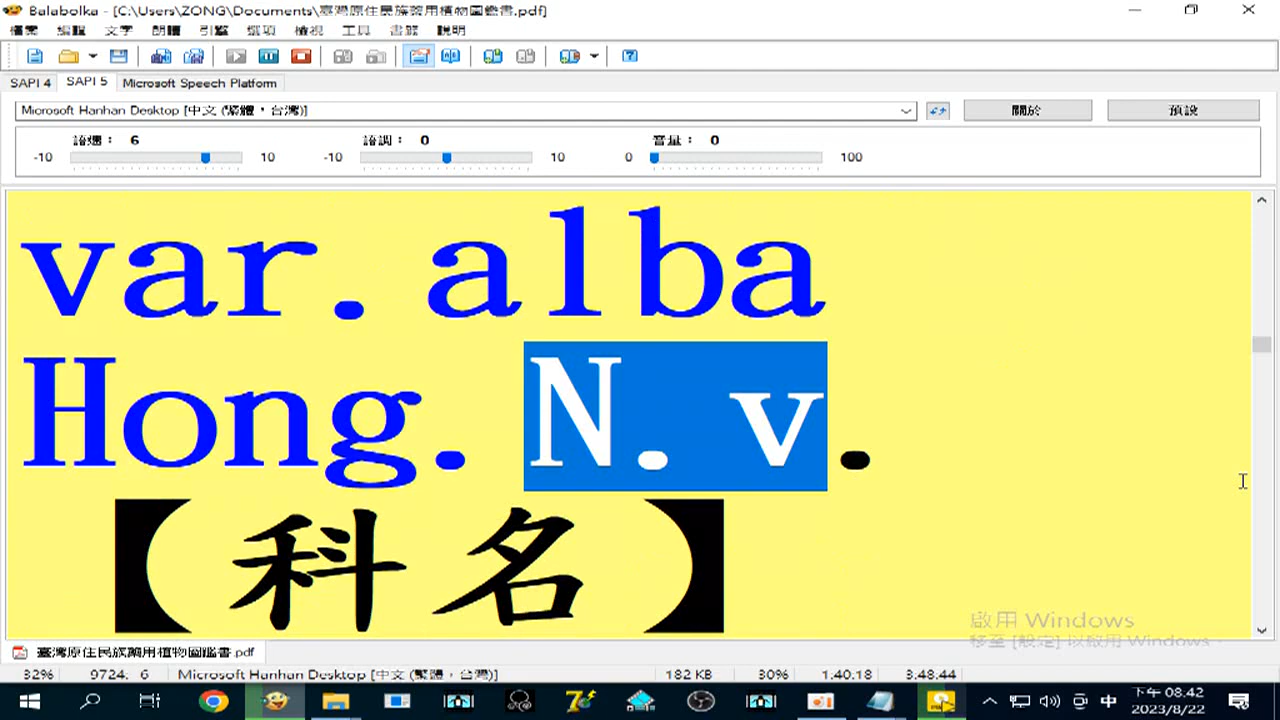 Balabolka - [C:\Users\ZONG\Documents\臺灣原住民族藥用植物圖鑑書.pdf]
檔案 編輯 文字 朗讀 引擎 選項 檢視 工具 書籤 說明
SAPI 4 SAPI 5 Microsoft Speech Platform
Microsoft Hanhan Desktop [中文 (繁體，台灣)] 關於 預設
語速： 6 語調： 0 音量： 0
-10 10 -10 10 0 100
var. alba
Hong. N. v.
【科名】
啟用 Windows
移至 [設定] 以啟用 Windows。
臺灣原住民族藥用植物圖鑑書.pdf
32% 9724: 6 Microsoft Hanhan Desktop [中文 (繁體，台灣)] 182 KB 30% 1.40.18 3.48.44
中 下午 08:42
2023/8/22